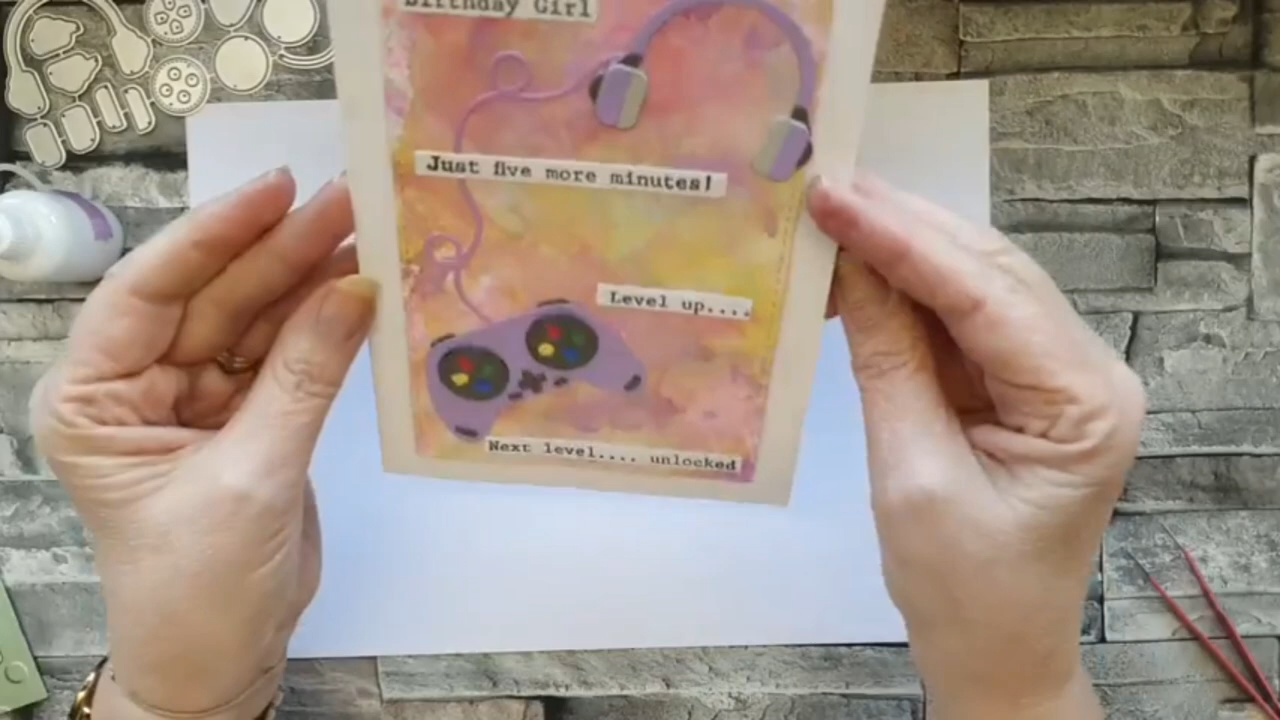 Birthday Girl
Just five more minutes!
Level up....
Next level.... unlocked